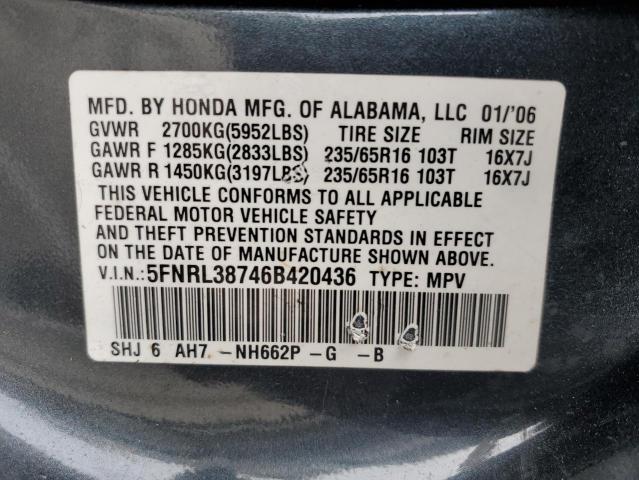 MFD. BY HONDA MFG. OF ALABAMA, LLC 01/'06
GVWR 2700KG(5952LBS) TIRE SIZE RIM SIZE
GAWR F 1285KG(2833LBS) 235/65R16 103T 16X7J
GAWR R 1450KG(3197LBS) 235/65R16 103T 16X7J
THIS VEHICLE CONFORMS TO ALL APPLICABLE
FEDERAL MOTOR VEHICLE SAFETY
AND THEFT PREVENTION STANDARDS IN EFFECT
ON THE DATE OF MANUFACTURE SHOWN ABOVE.
V.I.N.: 5FNRL38746B420436 TYPE: MPV
SHJ 6 AH7 -NH662P -G -B